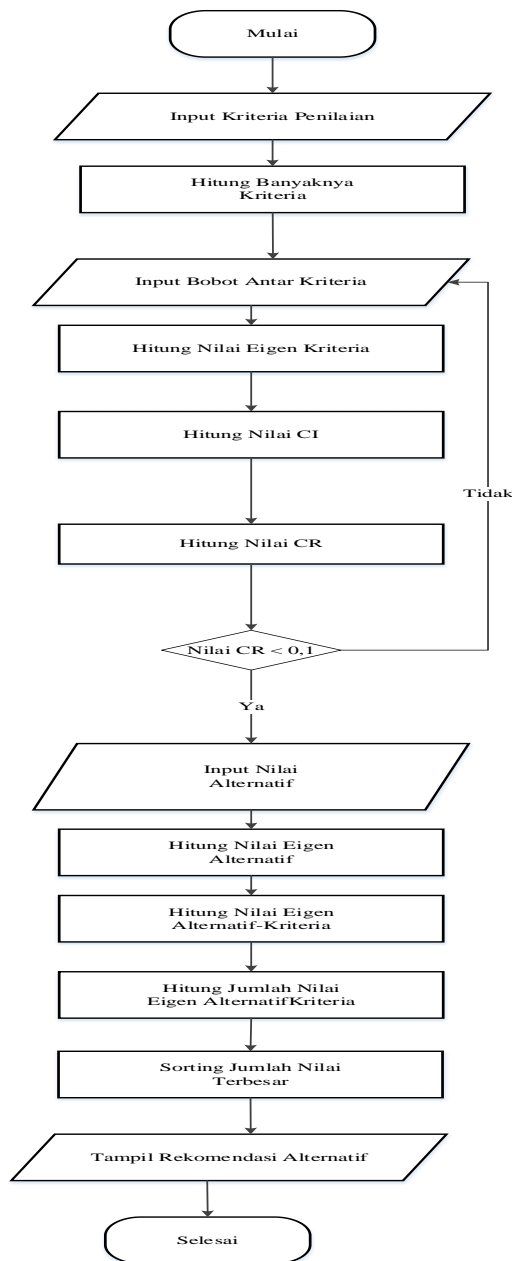 Mulai
Input Kriteria Penilaian
Hitung Banyaknya
Kriteria
Input Bobot Antar Kriteria
Hitung Nilai Eigen Kriteria
Hitung Nilai CI
Tidak
Hitung Nilai CR
Nilai CR < 0,1
Ya
Input Nilai
Alternatif
Hitung Nilai Eigen
Alternatif
Hitung Nilai Eigen
Alternatif-Kriteria
Hitung Jumlah Nilai
Eigen AlternatifKriteria
Sorting Jumlah Nilai
Terbesar
Tampil Rekomendasi Alternatif
Selesai